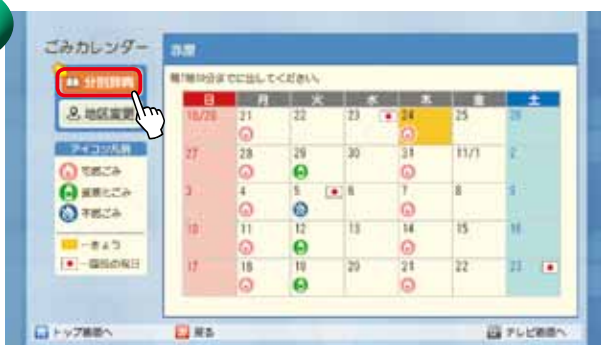 ごみカレンダー
朝7時50分までに出してください。
分別辞典
地区変更
日 月 火 水 木 金 土
10/20 21 22 23 24 25 26
27 28 29 30 31 11/1 2
3 4 5 6 7 8 9
10 11 12 13 14 15 16
17 18 19 20 21 22 23
アイコン凡例
可燃ごみ
資源化ごみ
不燃ごみ
－きょう
－国民の祝日
トップ画面へ 戻る テレビ画面へ